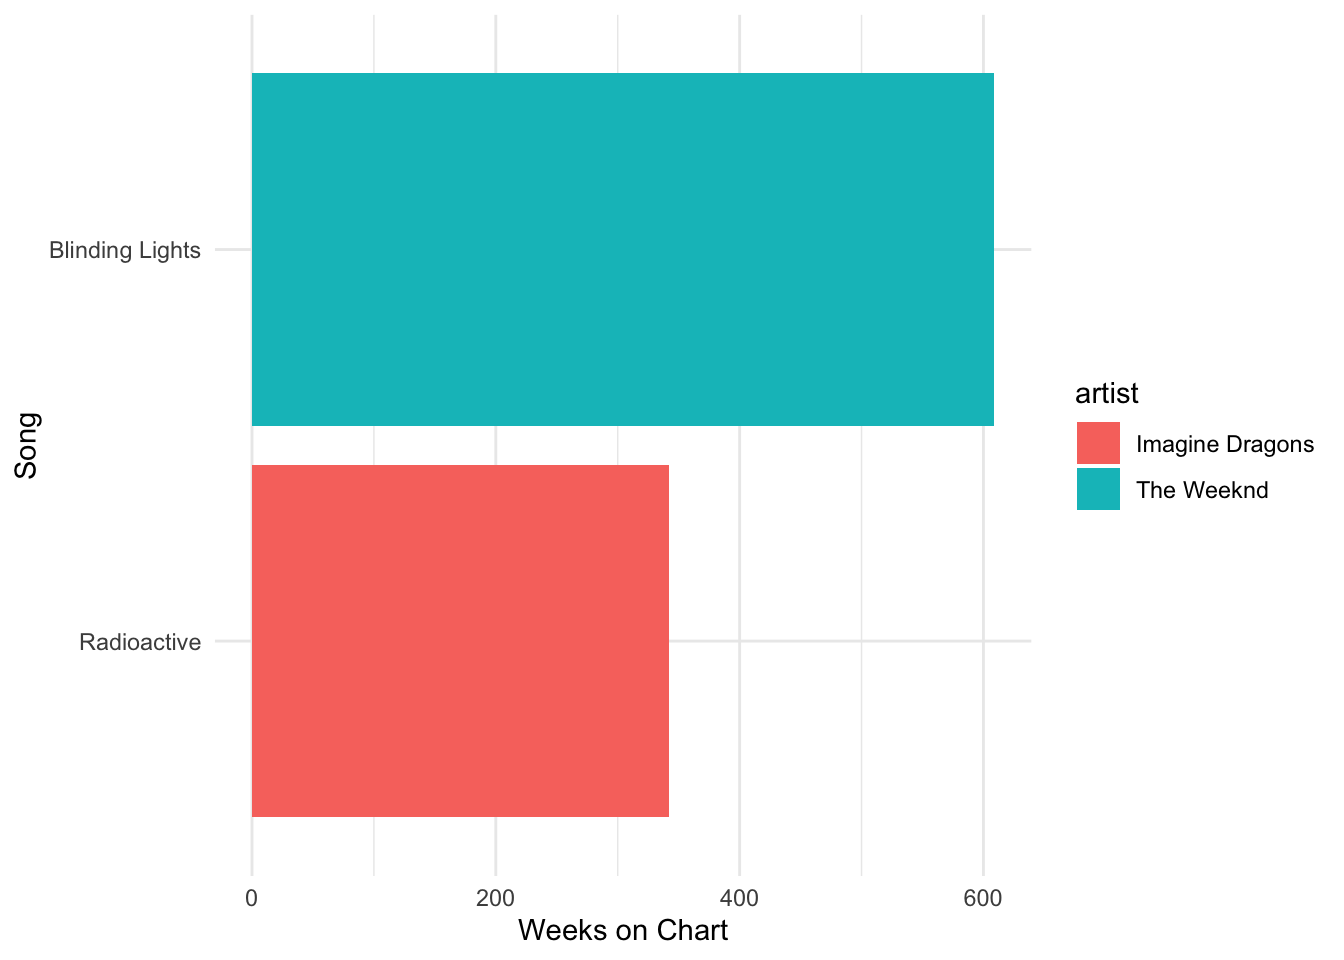 Blinding Lights
Radioactive
Song
0 200 400 600
Weeks on Chart
artist
Imagine Dragons
The Weeknd